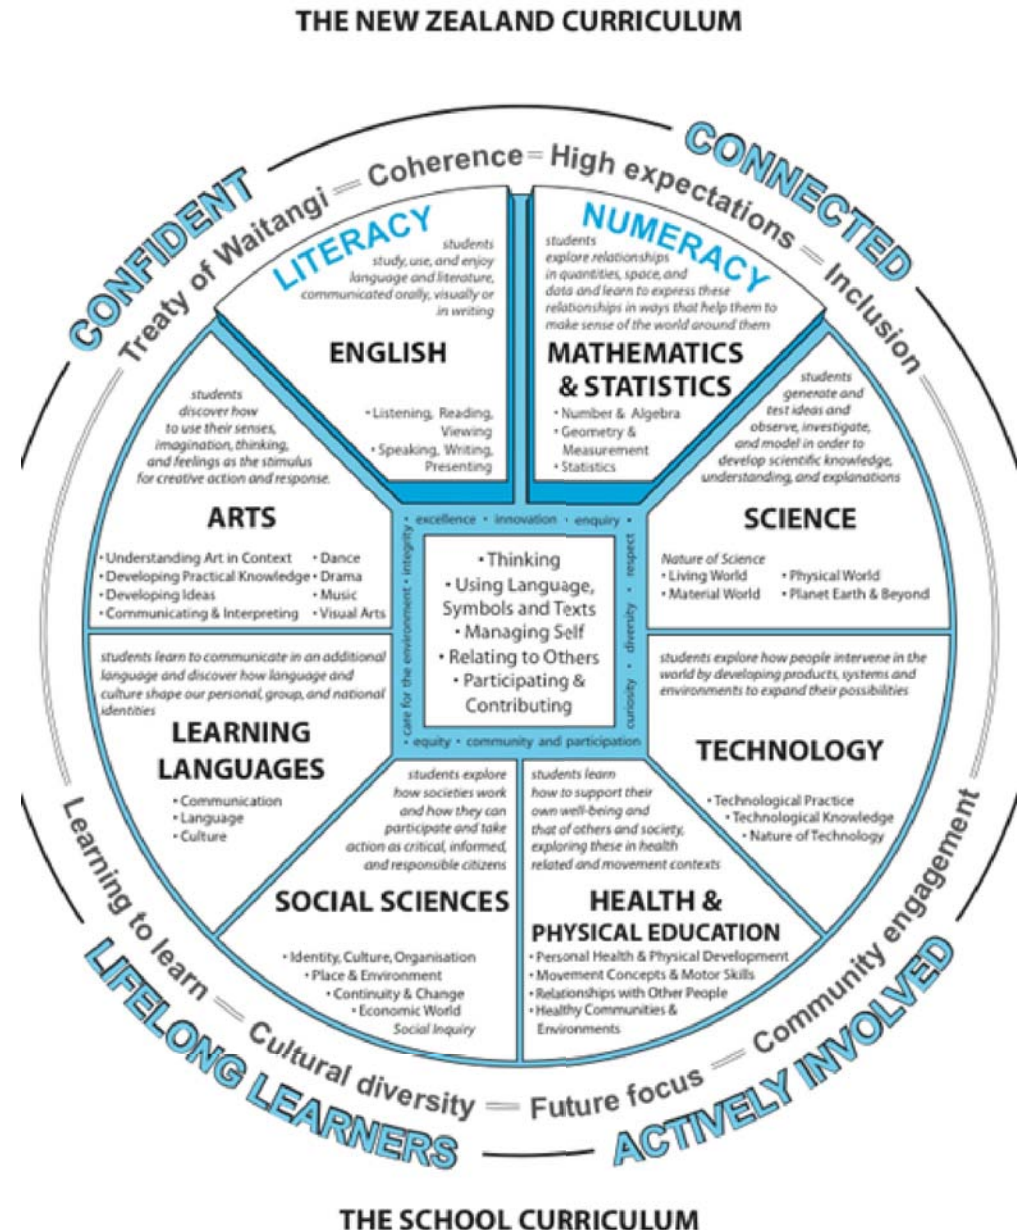 THE NEW ZEALAND CURRICULUM
CONFIDENT
CONNECTED
Treaty of Waitangi = Coherence = High expectations = Inclusion
LITERACY
students
study, use, and enjoy
language and literature,
communicated orally, visually or
in writing
ENGLISH
• Listening, Reading,
Viewing
• Speaking, Writing,
Presenting
NUMERACY
students
explore relationships
in quantities, space, and
data and learn to express these
relationships in ways that help them to
make sense of the world around them
MATHEMATICS
& STATISTICS
• Number & Algebra
• Geometry &
Measurement
• Statistics
students
discover how
to use their senses,
imagination, thinking,
and feelings as the stimulus
for creative action and response.
ARTS
• Understanding Art in Context
• Developing Practical Knowledge
• Developing Ideas
• Communicating & Interpreting
• Dance
• Drama
• Music
• Visual Arts
students
generate and
test ideas and
observe, investigate,
and model in order to
develop scientific knowledge,
understanding, and explanations
SCIENCE
Nature of Science
• Living World
• Material World
• Physical World
• Planet Earth & Beyond
• excellence • innovation • enquiry •
respect
diversity •
curiosity •
• care for the environment • integrity
• equity • community and participation
• Thinking
• Using Language,
Symbols and Texts
• Managing Self
• Relating to Others
• Participating &
Contributing
students learn to communicate in an additional
language and discover how language and
culture shape our personal, group, and national
identities
LEARNING
LANGUAGES
• Communication
• Language
• Culture
students explore how people intervene in the
world by developing products, systems and
environments to expand their possibilities
TECHNOLOGY
• Technological Practice
• Technological Knowledge
• Nature of Technology
students explore
how societies work
and how they can
participate and take
action as critical, informed,
and responsible citizens
SOCIAL SCIENCES
• Identity, Culture, Organisation
• Place & Environment
• Continuity & Change
• Economic World
Social Inquiry
students learn
how to support their
own well-being and
that of others and society,
exploring these in health
related and movement contexts
HEALTH &
PHYSICAL EDUCATION
• Personal Health & Physical Development
• Movement Concepts & Motor Skills
• Relationships with Other People
• Healthy Communities &
Environments
Learning to learn = Cultural diversity = Future focus = Community engagement
LIFELONG LEARNERS
ACTIVELY INVOLVED
THE SCHOOL CURRICULUM